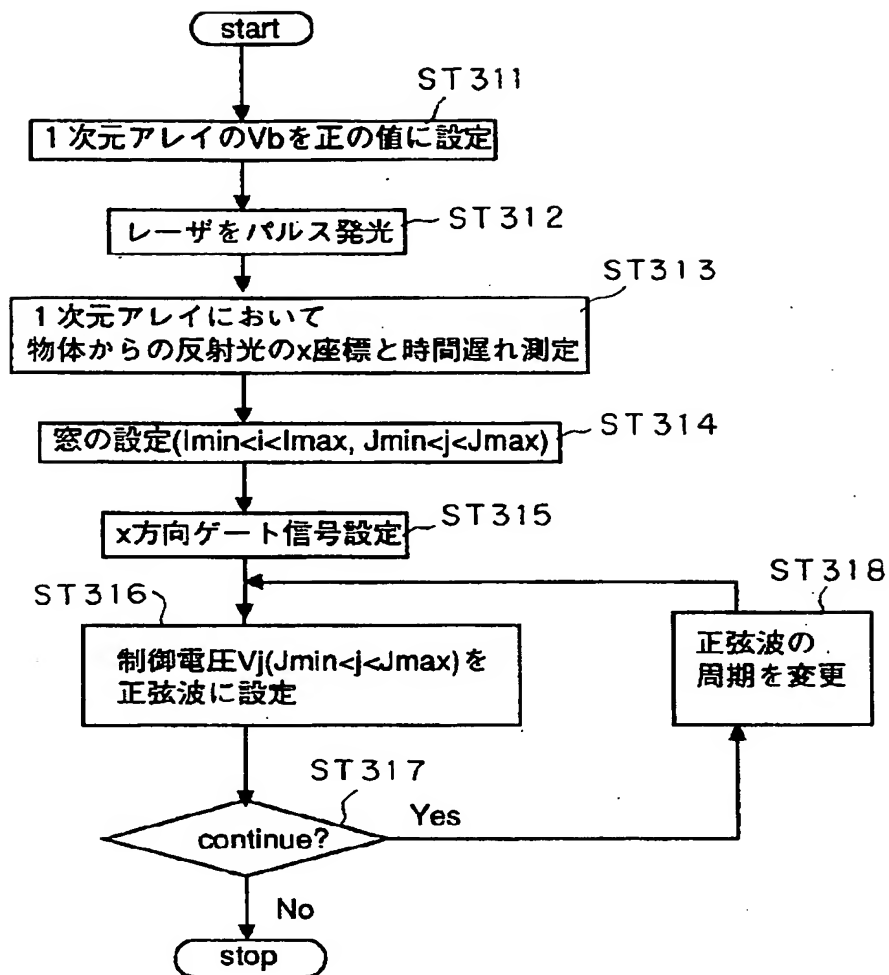 start
ST311
1次元アレイのVbを正の値に設定
レーザをパルス発光
ST312
ST313
1次元アレイにおいて
物体からの反射光のx座標と時間遅れ測定
窓の設定(Imin<i<Imax, Jmin<j<Jmax)
ST314
x方向ゲート信号設定
ST315
ST316
制御電圧Vj(Jmin<j<Jmax)を
正弦波に設定
ST318
正弦波の
周期を変更
ST317
continue?
Yes
No
stop